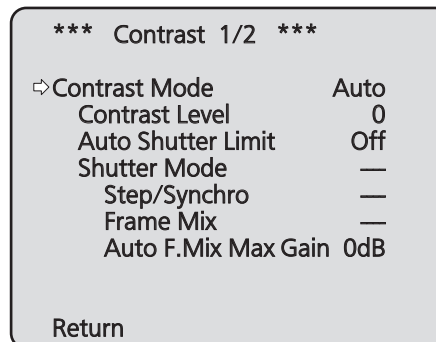 *** Contrast 1/2 ***
⇨Contrast Mode Auto
Contrast Level 0
Auto Shutter Limit Off
Shutter Mode —
Step/Synchro —
Frame Mix —
Auto F.Mix Max Gain 0dB
Return